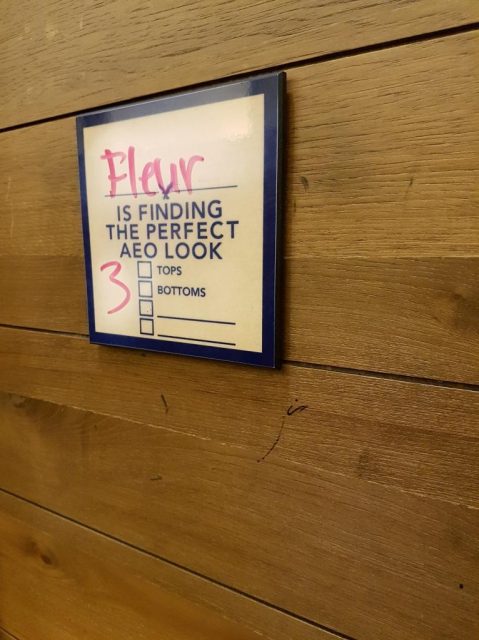 Fleur
IS FINDING
THE PERFECT
AEO LOOK
3
TOPS
BOTTOMS